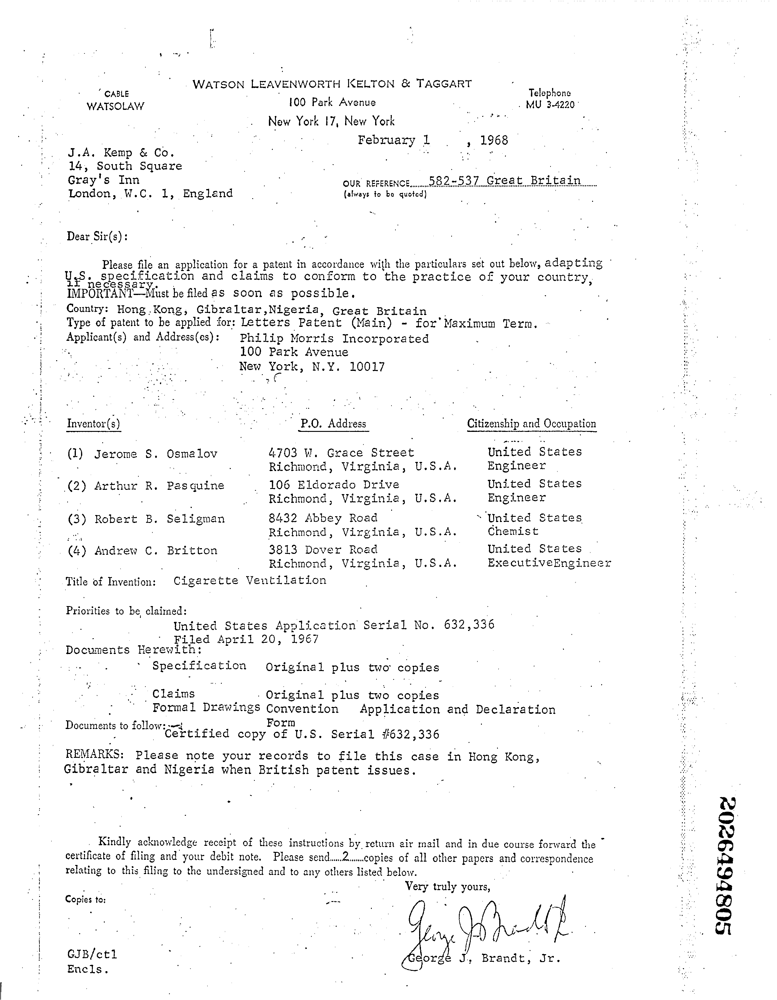 WATSON LEAVENWORTH KELTON & TAGGART
CABLE
WATSOLAW
100 Park Avenue
New York 17, New York
Telephone
MU 3-4220
February 1 , 1968
J.A. Kemp & Co.
14, South Square
Gray's Inn
London, W.C. 1, England
OUR REFERENCE 582-537 Great Britain
(always to be quoted)
Dear Sir(s):
Please file an application for a patent in accordance with the particulars set out below, adapting
U.S. specification and claims to conform to the practice of your country,
if necessary.
IMPORTANT—Must be filed as soon as possible.
Country: Hong Kong, Gibraltar, Nigeria, Great Britain
Type of patent to be applied for: Letters Patent (Main) - for Maximum Term.
Applicant(s) and Address(es): Philip Morris Incorporated
100 Park Avenue
New York, N.Y. 10017
Inventor(s) P.O. Address Citizenship and Occupation
(1) Jerome S. Osmalov 4703 W. Grace Street United States
Richmond, Virginia, U.S.A. Engineer
(2) Arthur R. Pasquine 106 Eldorado Drive United States
Richmond, Virginia, U.S.A. Engineer
(3) Robert B. Seligman 8432 Abbey Road United States
Richmond, Virginia, U.S.A. Chemist
(4) Andrew C. Britton 3813 Dover Road United States
Richmond, Virginia, U.S.A. ExecutiveEngineer
Title of Invention: Cigarette Ventilation
Priorities to be claimed:
United States Application Serial No. 632,336
Filed April 20, 1967
Documents Herewith:
Specification Original plus two copies
Claims Original plus two copies
Formal Drawings Convention Application and Declaration
Form
Documents to follow:
Certified copy of U.S. Serial #632,336
REMARKS: Please note your records to file this case in Hong Kong,
Gibraltar and Nigeria when British patent issues.
Kindly acknowledge receipt of these instructions by return air mail and in due course forward the
certificate of filing and your debit note. Please send 2 copies of all other papers and correspondence
relating to this filing to the undersigned and to any others listed below.
Very truly yours,
Copies to:
George J. Brandt, Jr.
George J. Brandt, Jr.
GJB/ctl
Encls.
2026494805